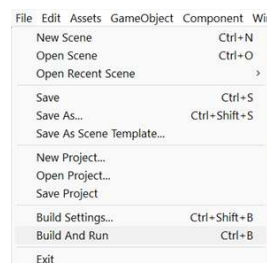 File Edit Assets GameObject Component
New Scene Ctrl+N
Open Scene Ctrl+O
Open Recent Scene >
Save Ctrl+S
Save As... Ctrl+Shift+S
Save As Scene Template...
New Project...
Open Project...
Save Project
Build Settings... Ctrl+Shift+B
Build And Run Ctrl+B
Exit